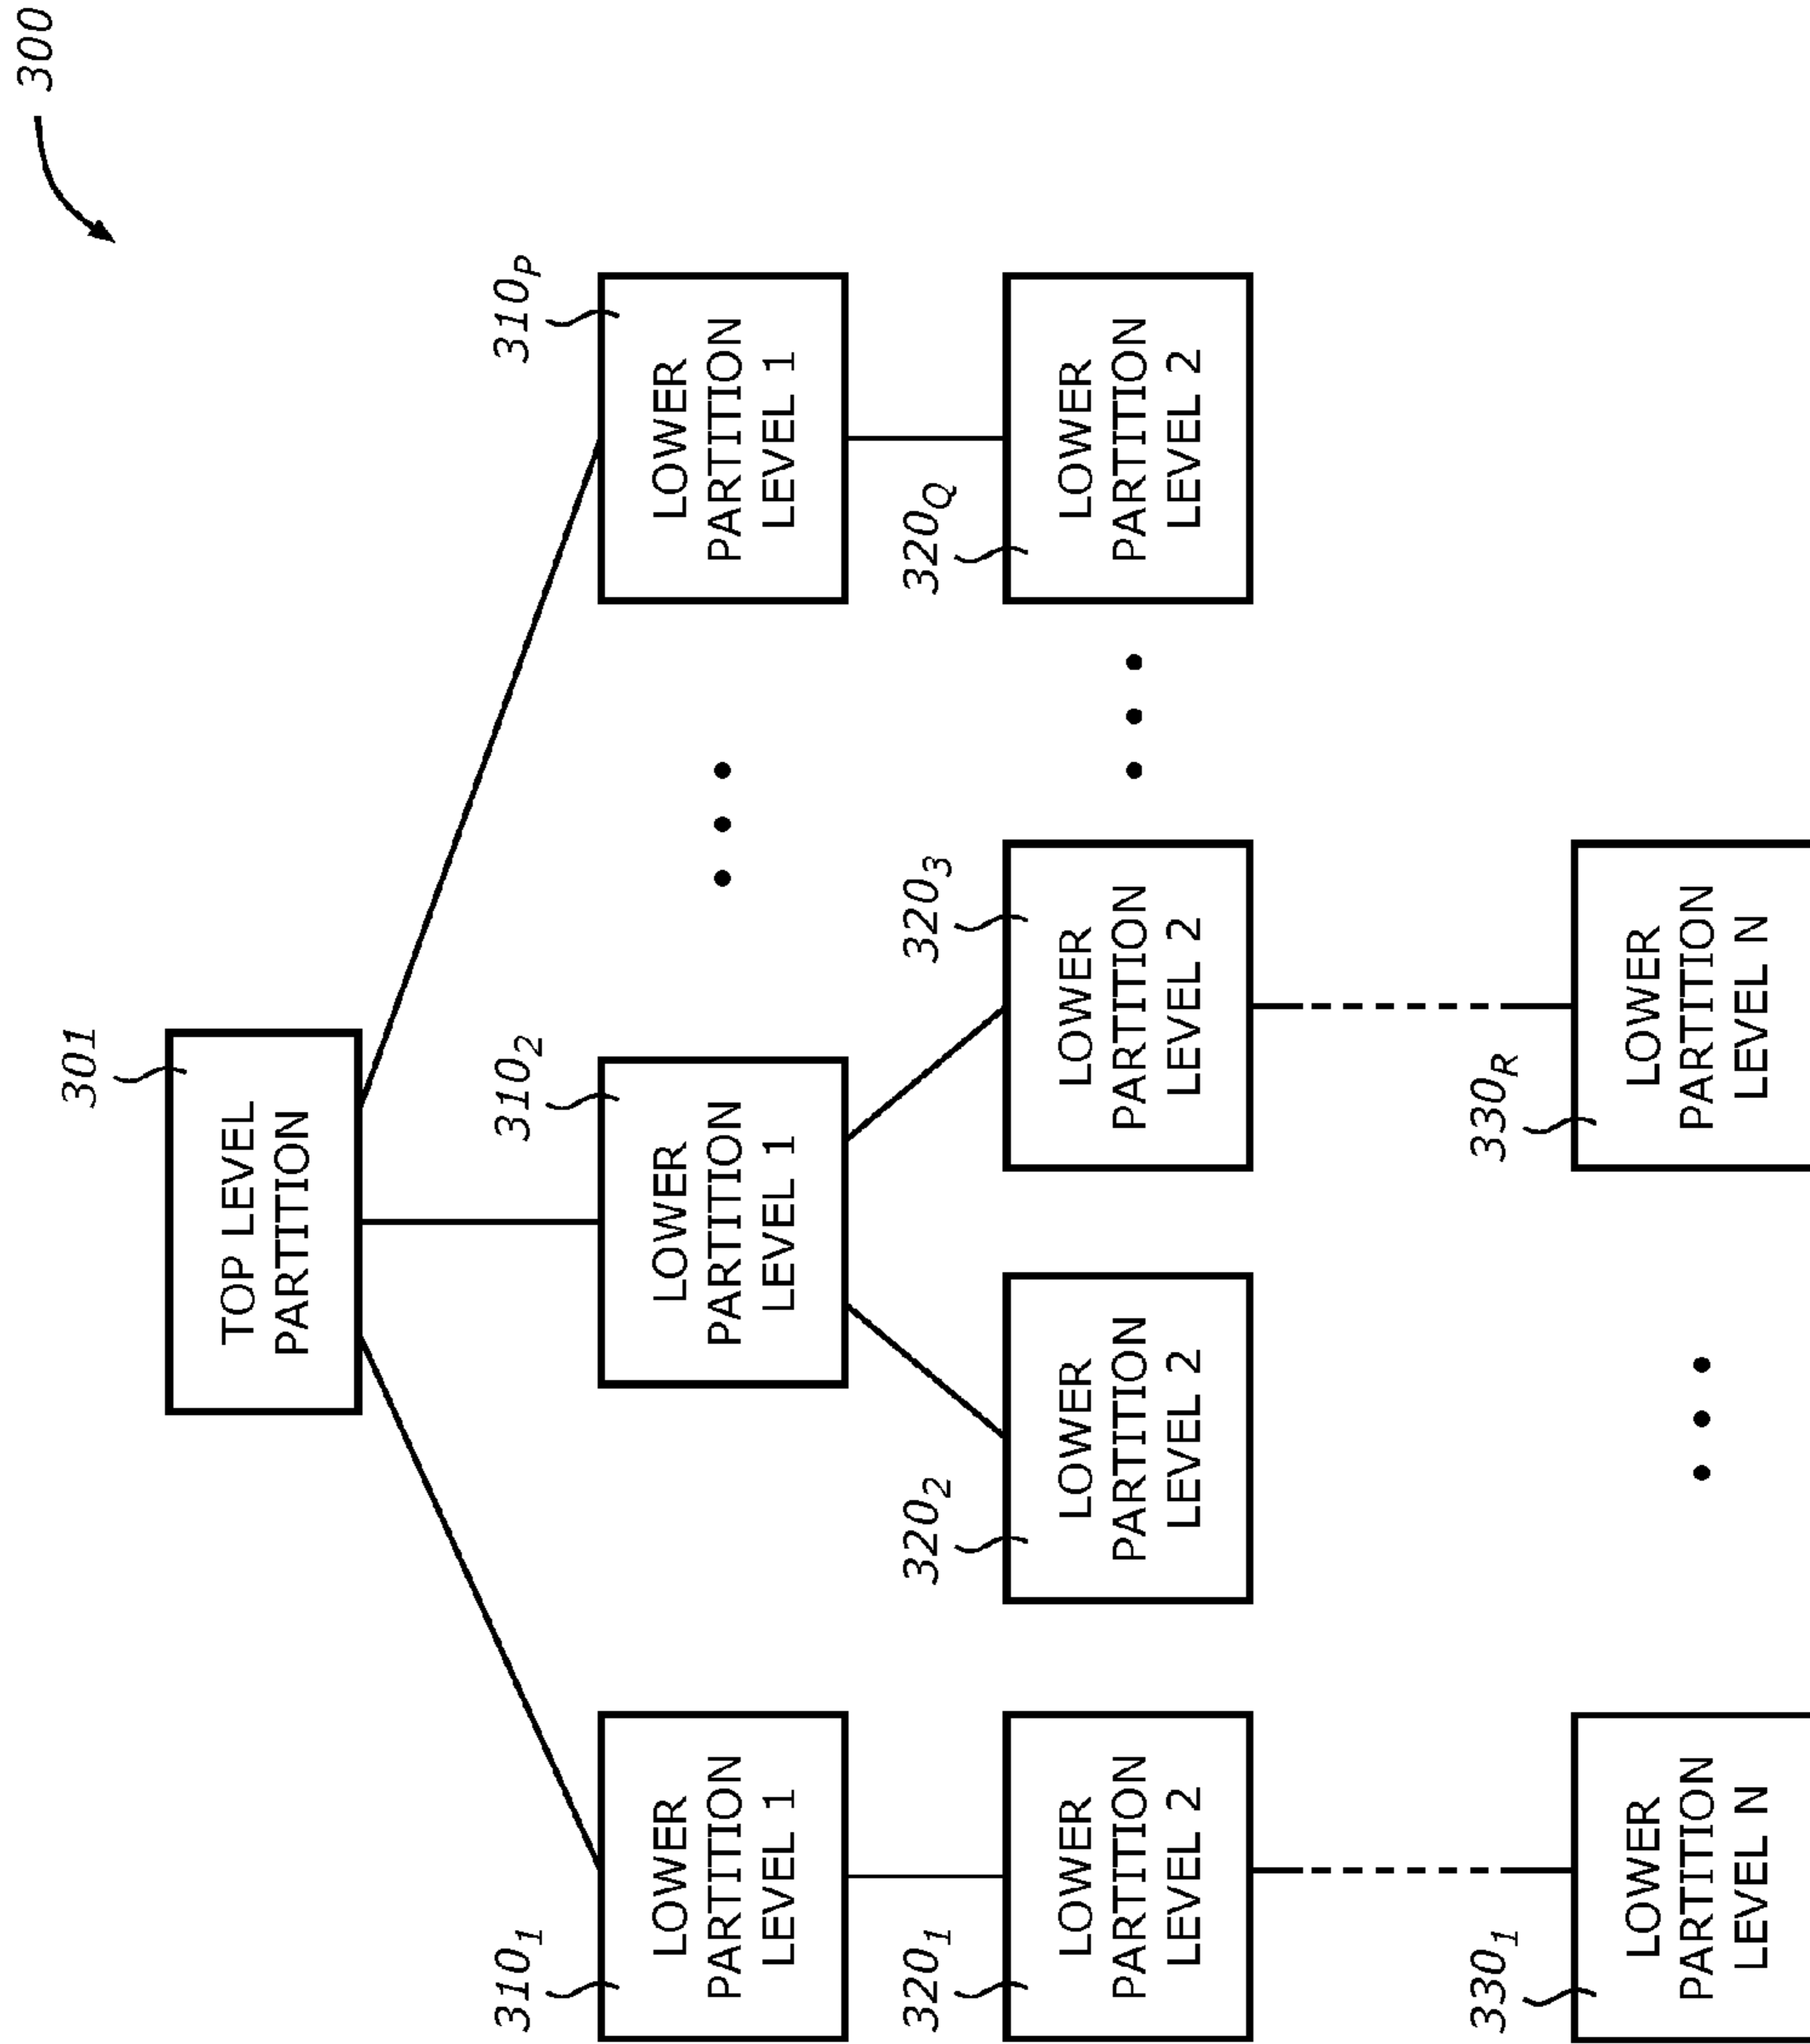 300
301
TOP LEVEL
PARTITION
310₁
LOWER
PARTITION
LEVEL 1
310₂
LOWER
PARTITION
LEVEL 1
310ₚ
LOWER
PARTITION
LEVEL 1
320₁
LOWER
PARTITION
LEVEL 2
320₂
LOWER
PARTITION
LEVEL 2
320₃
LOWER
PARTITION
LEVEL 2
320Q
LOWER
PARTITION
LEVEL 2
330₁
LOWER
PARTITION
LEVEL N
330R
LOWER
PARTITION
LEVEL N